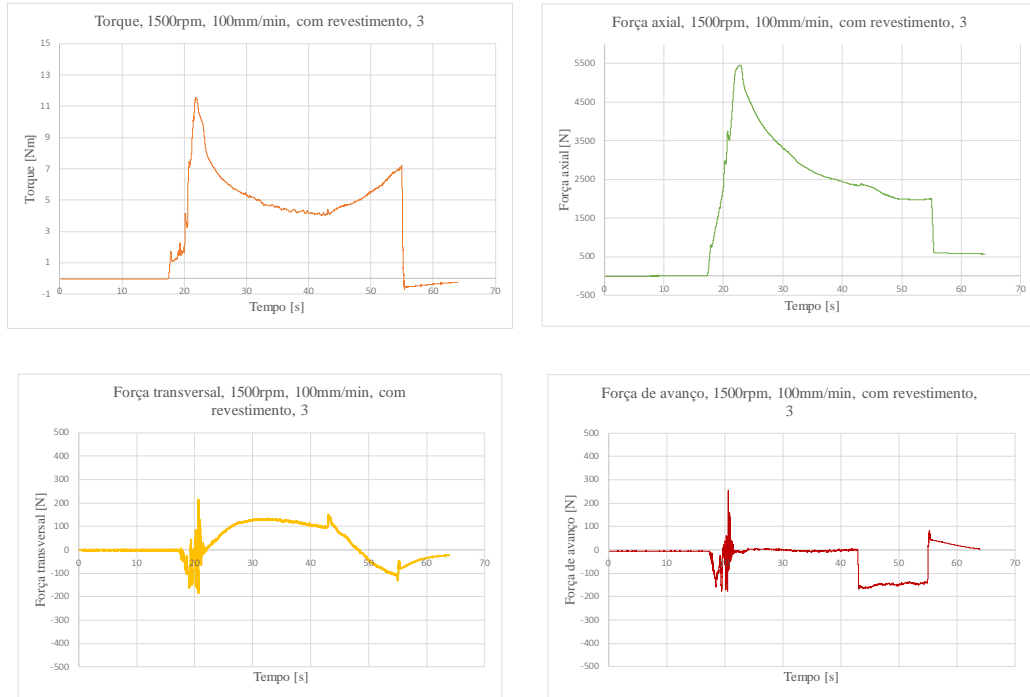 Torque, 1500rpm, 100mm/min, com revestimento, 3
15
13
11
9
7
5
3
1
-1
Torque [Nm]
0 10 20 30 40 50 60 70
Tempo [s]
Força axial, 1500rpm, 100mm/min, com revestimento, 3
5500
4500
3500
2500
1500
500
-500
Força axial [N]
0 10 20 30 40 50 60 70
Tempo [s]
Força transversal, 1500rpm, 100mm/min, com
revestimento, 3
500
400
300
200
100
0
-100
-200
-300
-400
-500
Força transversal [N]
0 10 20 30 40 50 60 70
Tempo [s]
Força de avanço, 1500rpm, 100mm/min, com revestimento,
3
500
400
300
200
100
0
-100
-200
-300
-400
-500
Força de avanço [N]
0 10 20 30 40 50 60 70
Tempo [s]